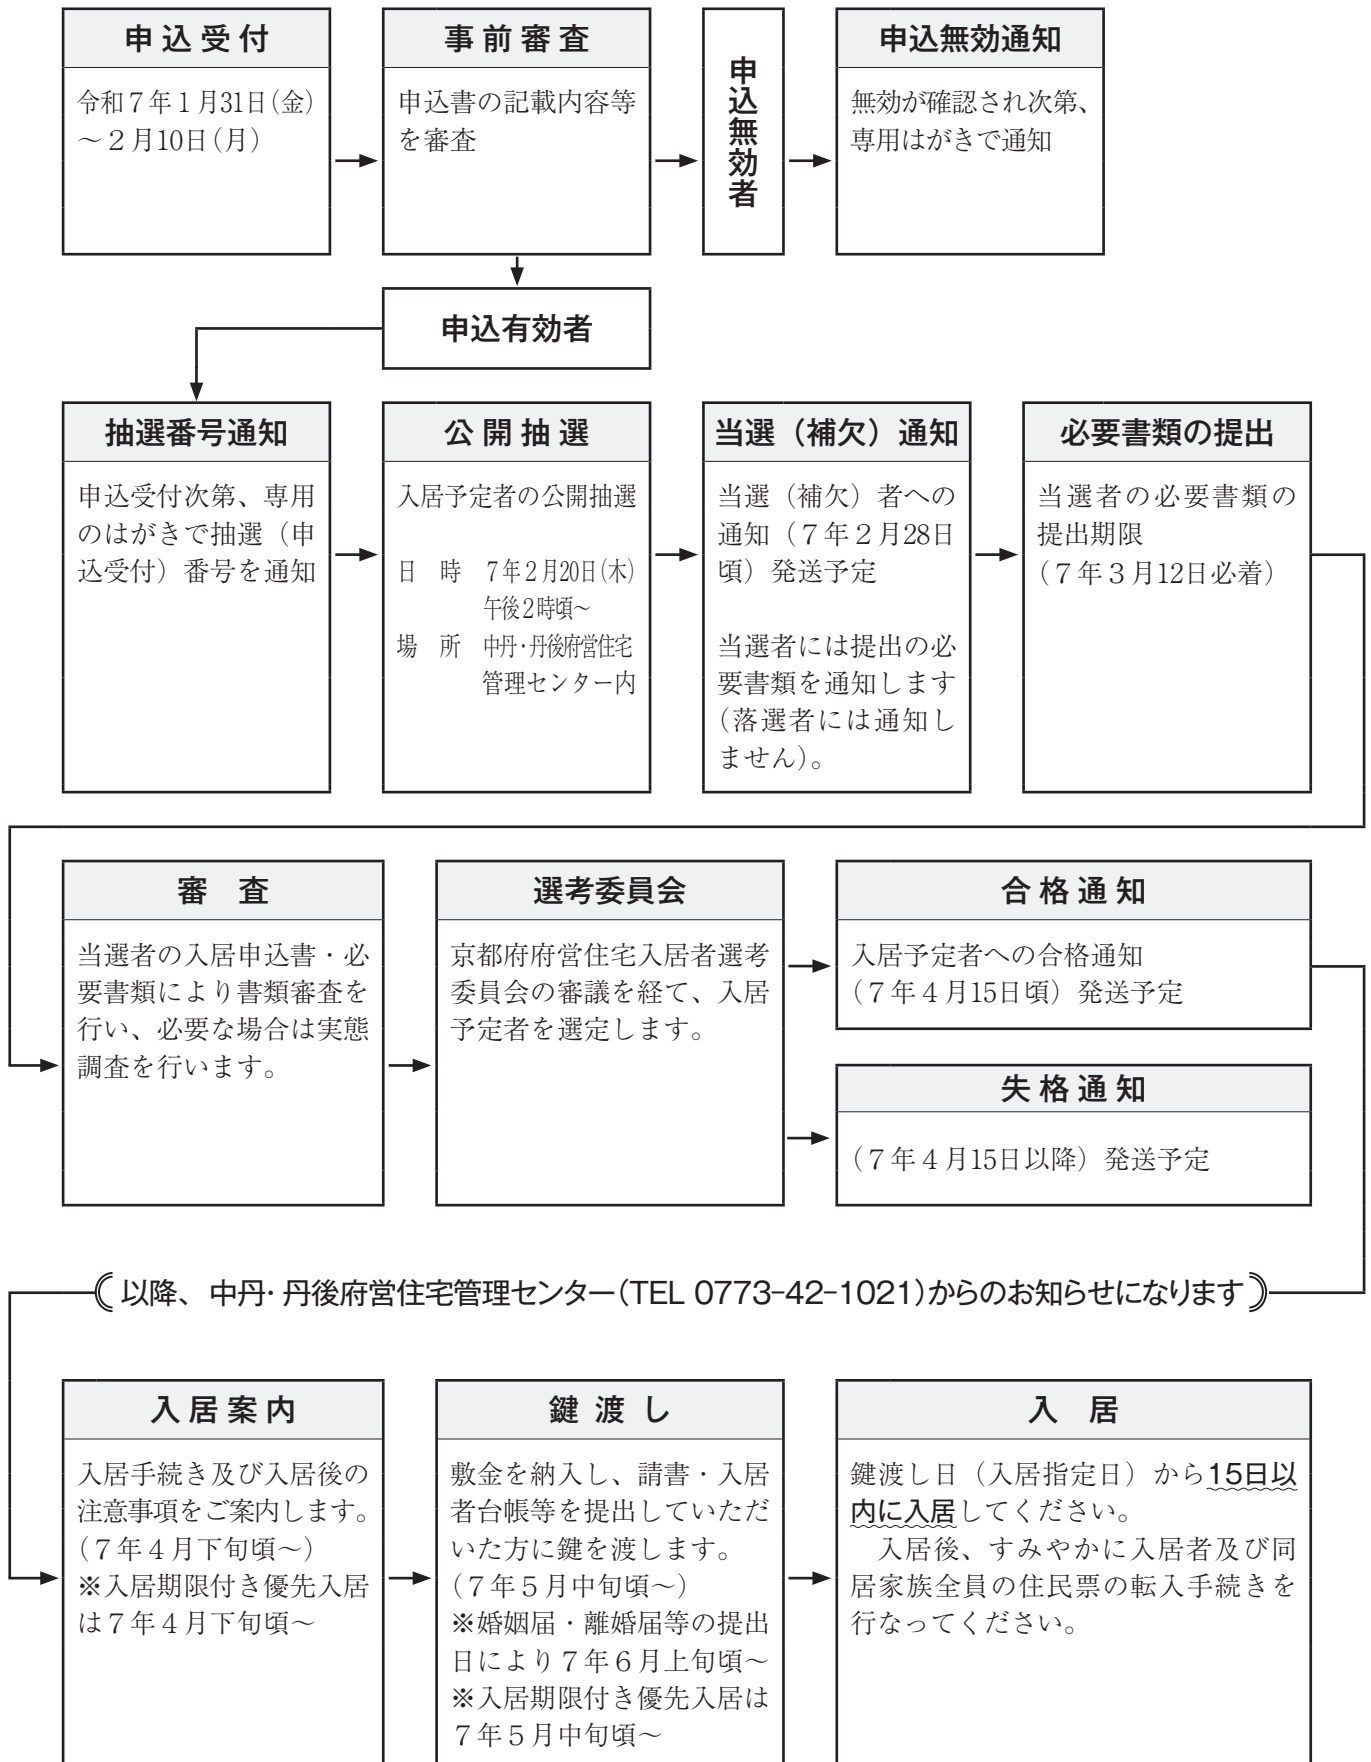 申込受付
令和７年１月31日(金)
～２月10日(月)
事前審査
申込書の記載内容等
を審査
申込無効者
申込無効通知
無効が確認され次第、
専用はがきで通知
申込有効者
抽選番号通知
申込受付次第、専用
のはがきで抽選（申
込受付）番号を通知
公開抽選
入居予定者の公開抽選
日　時　７年２月20日(木)
午後２時頃～
場　所　中丹・丹後府営住宅
管理センター内
当選（補欠）通知
当選（補欠）者への
通知（７年２月28日
頃）発送予定
当選者には提出の必
要書類を通知します
（落選者には通知し
ません）。
必要書類の提出
当選者の必要書類の
提出期限
（７年３月12日必着）
審　査
当選者の入居申込書・必
要書類により書類審査を
行い、必要な場合は実態
調査を行います。
選考委員会
京都府府営住宅入居者選考
委員会の審議を経て、入居
予定者を選定します。
合格通知
入居予定者への合格通知
（７年４月15日頃）発送予定
失格通知
（７年４月15日以降）発送予定
以降、中丹・丹後府営住宅管理センター（TEL 0773-42-1021）からのお知らせになります
入居案内
入居手続き及び入居後の
注意事項をご案内します。
（７年４月下旬頃～）
※入居期限付き優先入居
は７年４月下旬頃～
鍵渡し
敷金を納入し、請書・入居
者台帳等を提出していただ
いた方に鍵を渡します。
（７年５月中旬頃～）
※婚姻届・離婚届等の提出
日により７年６月上旬頃～
※入居期限付き優先入居は
７年５月中旬頃～
入　居
鍵渡し日（入居指定日）から15日以
内に入居してください。
　入居後、すみやかに入居者及び同
居家族全員の住民票の転入手続きを
行なってください。